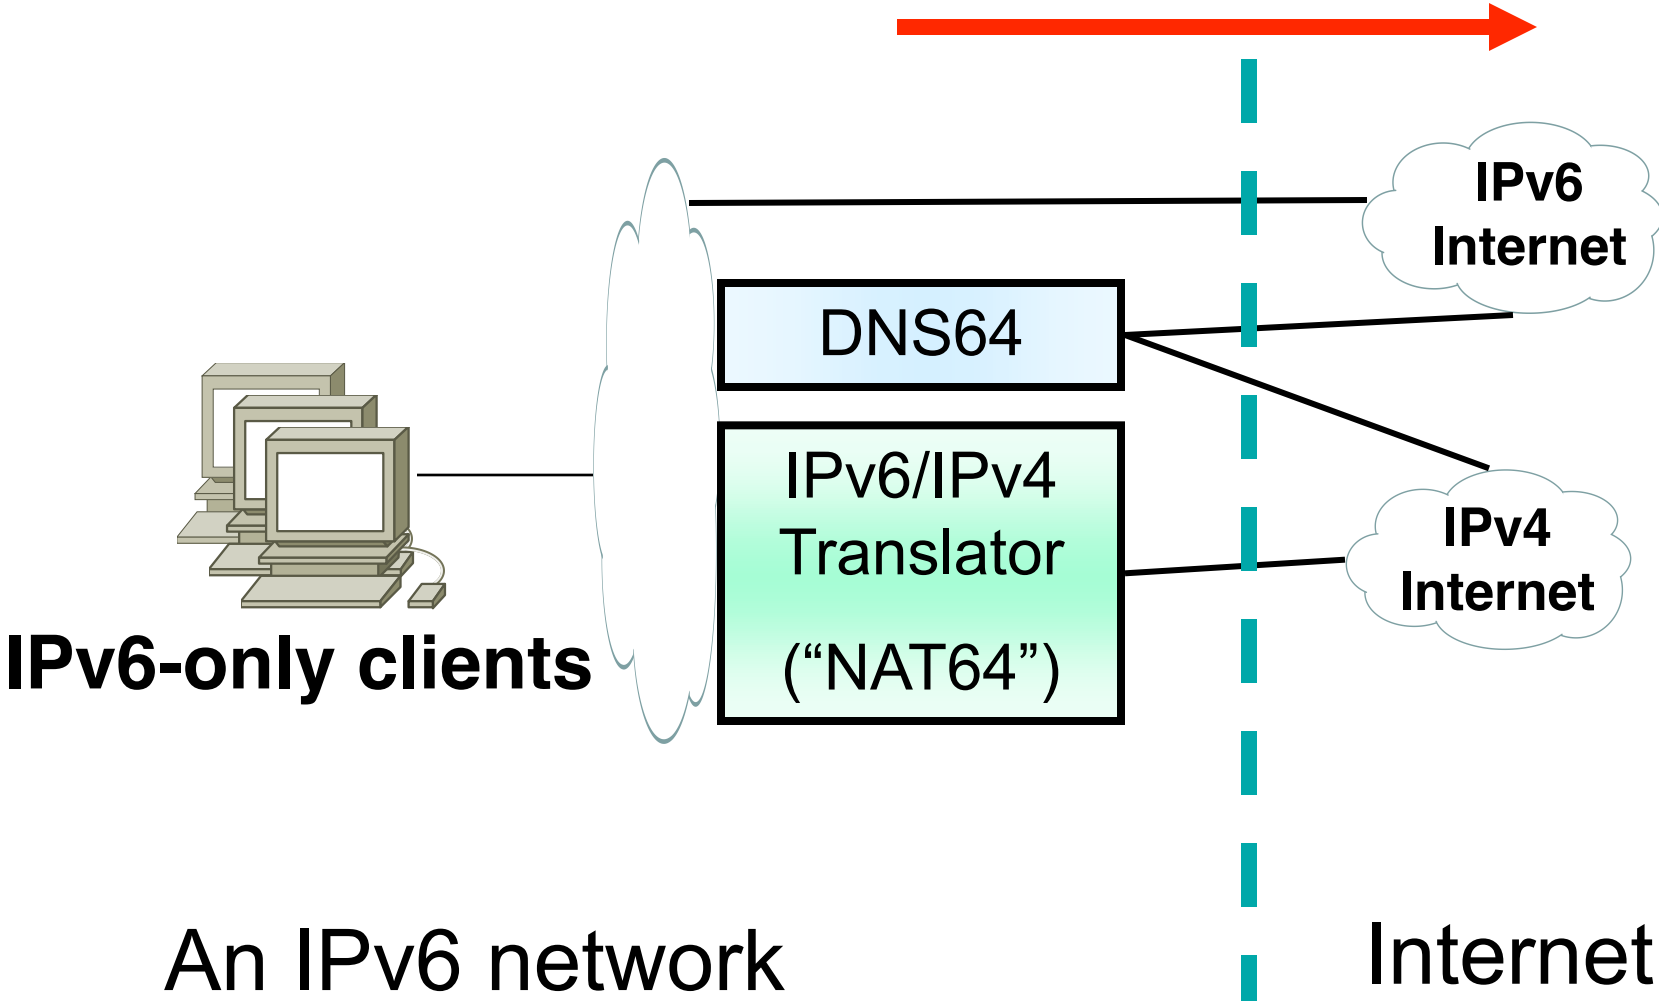 IPv6
Internet
DNS64
IPv6/IPv4
Translator
(“NAT64”)
IPv4
Internet
IPv6-only clients
An IPv6 network
Internet